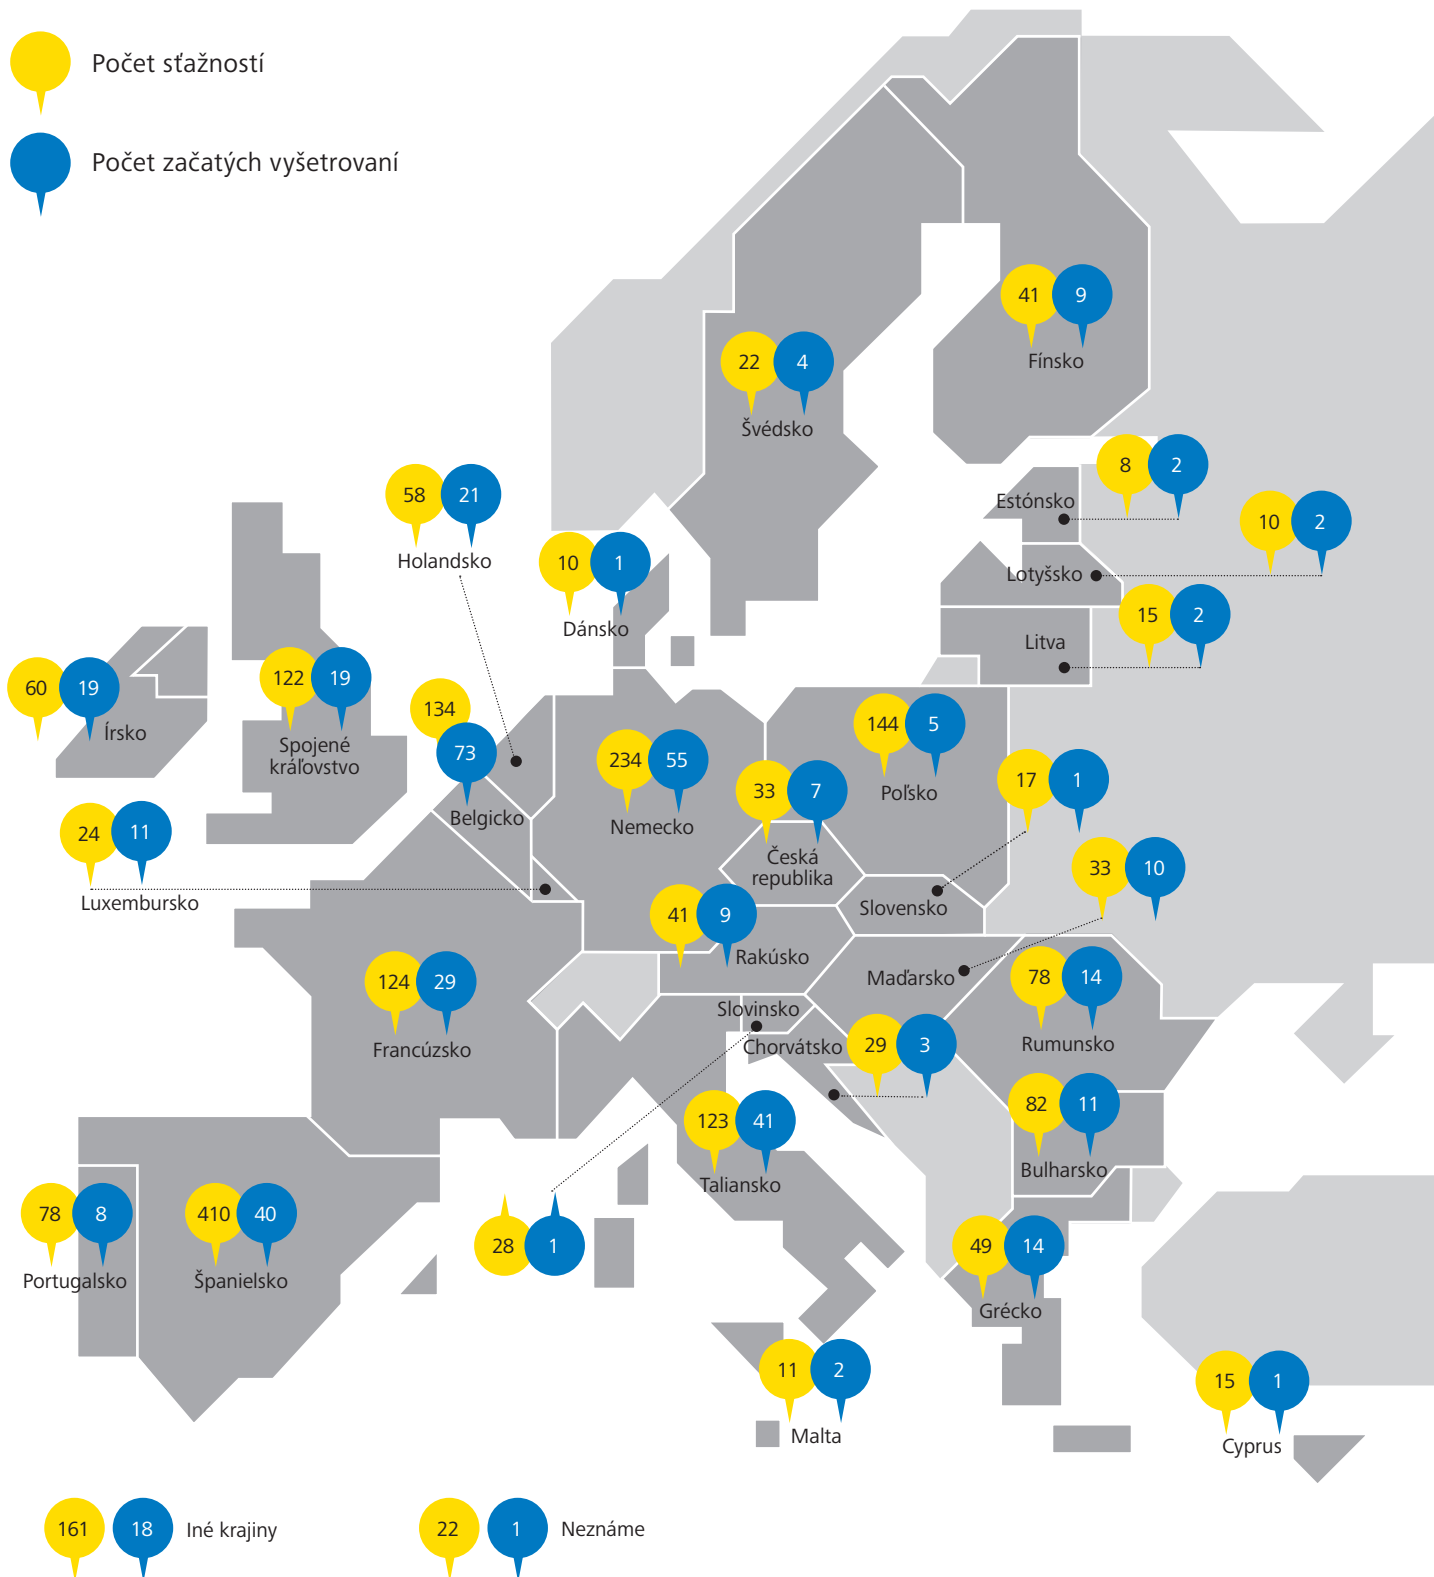 Počet sťažností
Počet začatých vyšetrovaní
41 9
Fínsko
22 4
Švédsko
8 2
Estónsko
58 21
Holandsko
10 2
Lotyšsko
10 1
Dánsko
15 2
Litva
60 19
Írsko
122 19
Spojené
kráľovstvo
134
73
Belgicko
234 55
Nemecko
144 5
Poľsko
33 7
Česká
republika
17 1
Slovensko
24 11
Luxembursko
33 10
Maďarsko
41 9
Rakúsko
124 29
Francúzsko
78 14
Rumunsko
Slovinsko
28 1
Chorvátsko
29 3
123 41
Taliansko
82 11
Bulharsko
78 8
Portugalsko
410 40
Španielsko
49 14
Grécko
11 2
Malta
15 1
Cyprus
161 18 Iné krajiny
22 1 Neznáme